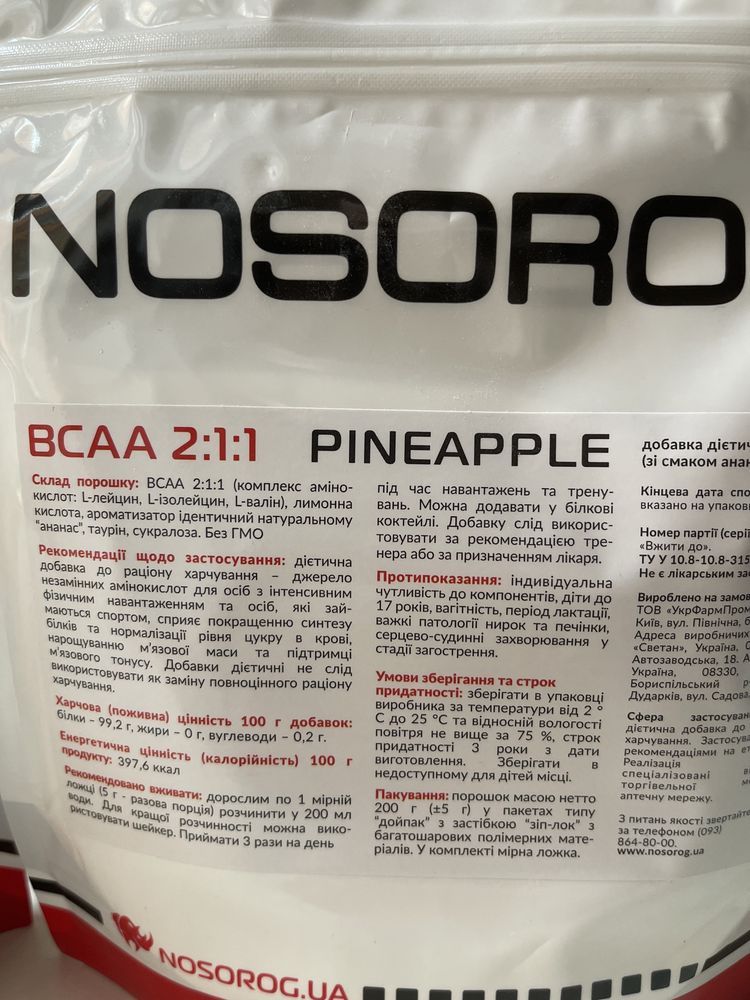 NOSORO
BCAA 2:1:1 PINEAPPLE
Склад порошку: BCAA 2:1:1 (комплекс аміно-
кислот: L-лейцин, L-ізолейцин, L-валін), лимонна
кислота, ароматизатор ідентичний натуральному
"ананас", таурін, сукралоза. Без ГМО
Рекомендації щодо застосування: дієтична
добавка до раціону харчування – джерело
незамінних амінокислот для осіб з інтенсивним
фізичним навантаженням та осіб, які зай-
маються спортом, сприяє покращенню синтезу
білків та нормалізації рівня цукру в крові,
нарощуванню м'язової маси та підтримці
м'язового тонусу. Добавки дієтичні не слід
використовувати як заміну повноцінного раціону
харчування.
Харчова (поживна) цінність 100 г добавок:
білки – 99,2 г, жири – 0 г, вуглеводи – 0,2 г.
Енергетична цінність (калорійність) 100 г
продукту: 397,6 ккал
Рекомендовано вживати: дорослим по 1 мірній
ложці (5 г - разова порція) розчинити у 200 мл
води. Для кращої розчинності можна вико-
ристовувати шейкер. Приймати 3 рази на день
під час навантажень та трену-
вань. Можна додавати у білкові
коктейлі. Добавку слід викорис-
товувати за рекомендацією тре-
нера або за призначенням лікаря.
Протипоказання: індивідуальна
чутливість до компонентів, діти до
17 років, вагітність, період лактації,
важкі патології нирок та печінки,
серцево-судинні захворювання у
стадії загострення.
Умови зберігання та строк
придатності: зберігати в упаковці
виробника за температури від 2 °
С до 25 °С та відносній вологості
повітря не вище за 75 %, строк
придатності 3 роки з дати
виготовлення. Зберігати в
недоступному для дітей місці.
Пакування: порошок масою нетто
200 г (±5 г) у пакетах типу
"дойпак" з застібкою "зіп-лок" з
багатошарових полімерних мате-
ріалів. У комплекті мірна ложка.
добавка дієтич
(зі смаком анан
Кінцева дата спо
вказано на упаков
Номер партії (серії
«Вжити до».
ТУ У 10.8-10.8-315
Не є лікарським зас
Вироблено на замов
ТОВ «УкрФармПром
Київ, вул. Північна, б
Адреса виробничих
«Светан», Україна, 0
Автозаводська, 18. А
Україна, 08330,
Бориспільський р
Дударків, вул. Садова,
Сфера застосуван
дієтична добавка до
харчування. Застосува
рекомендаціями на ет
Реалізація
спеціалізовані в
торгівельної ме
аптечну мережу.
З питань якості звертайте
за телефоном (093)
864-80-00.
www.nosorog.ua
NOSOROG.UA